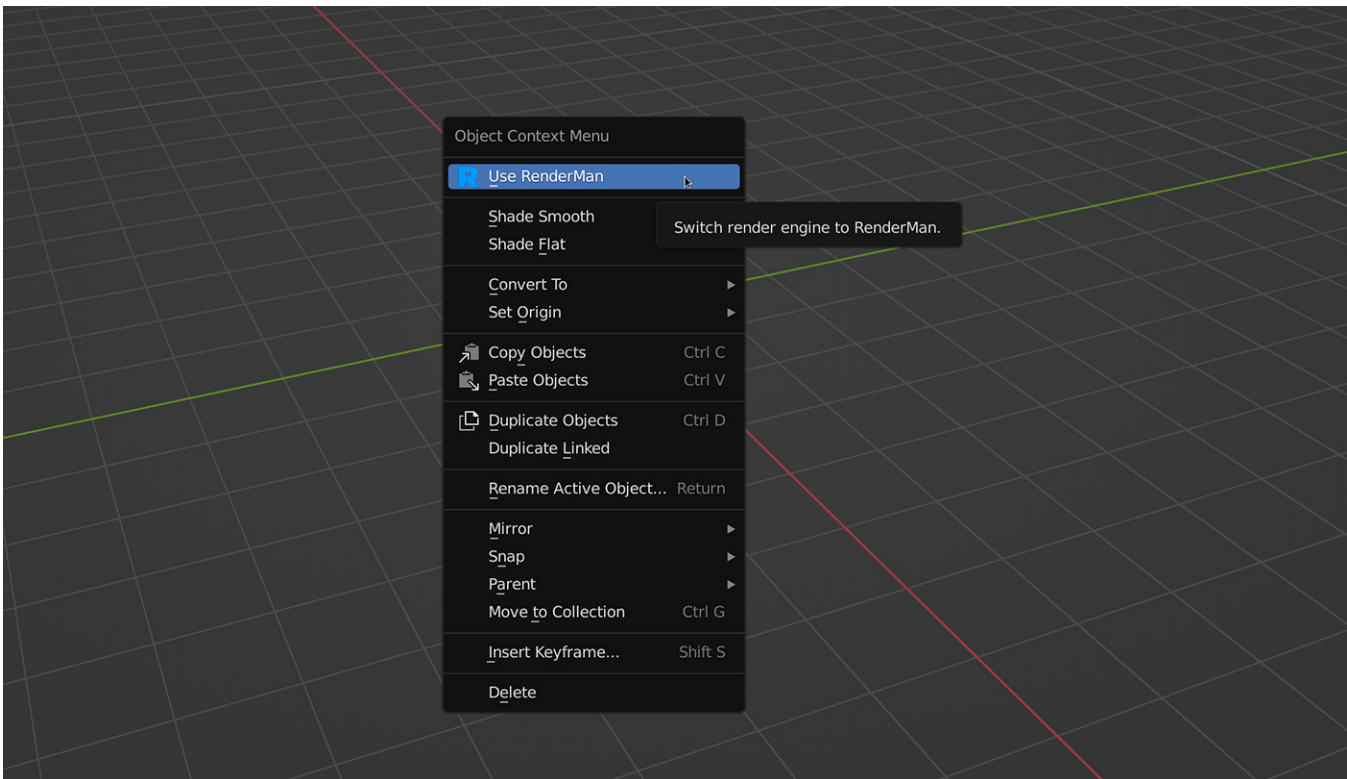 Object Context Menu
Use RenderMan
Switch render engine to RenderMan.
Shade Smooth
Shade Flat
Convert To
Set Origin
Copy Objects Ctrl C
Paste Objects Ctrl V
Duplicate Objects Ctrl D
Duplicate Linked
Rename Active Object... Return
Mirror
Snap
Parent
Move to Collection Ctrl G
Insert Keyframe... Shift S
Delete